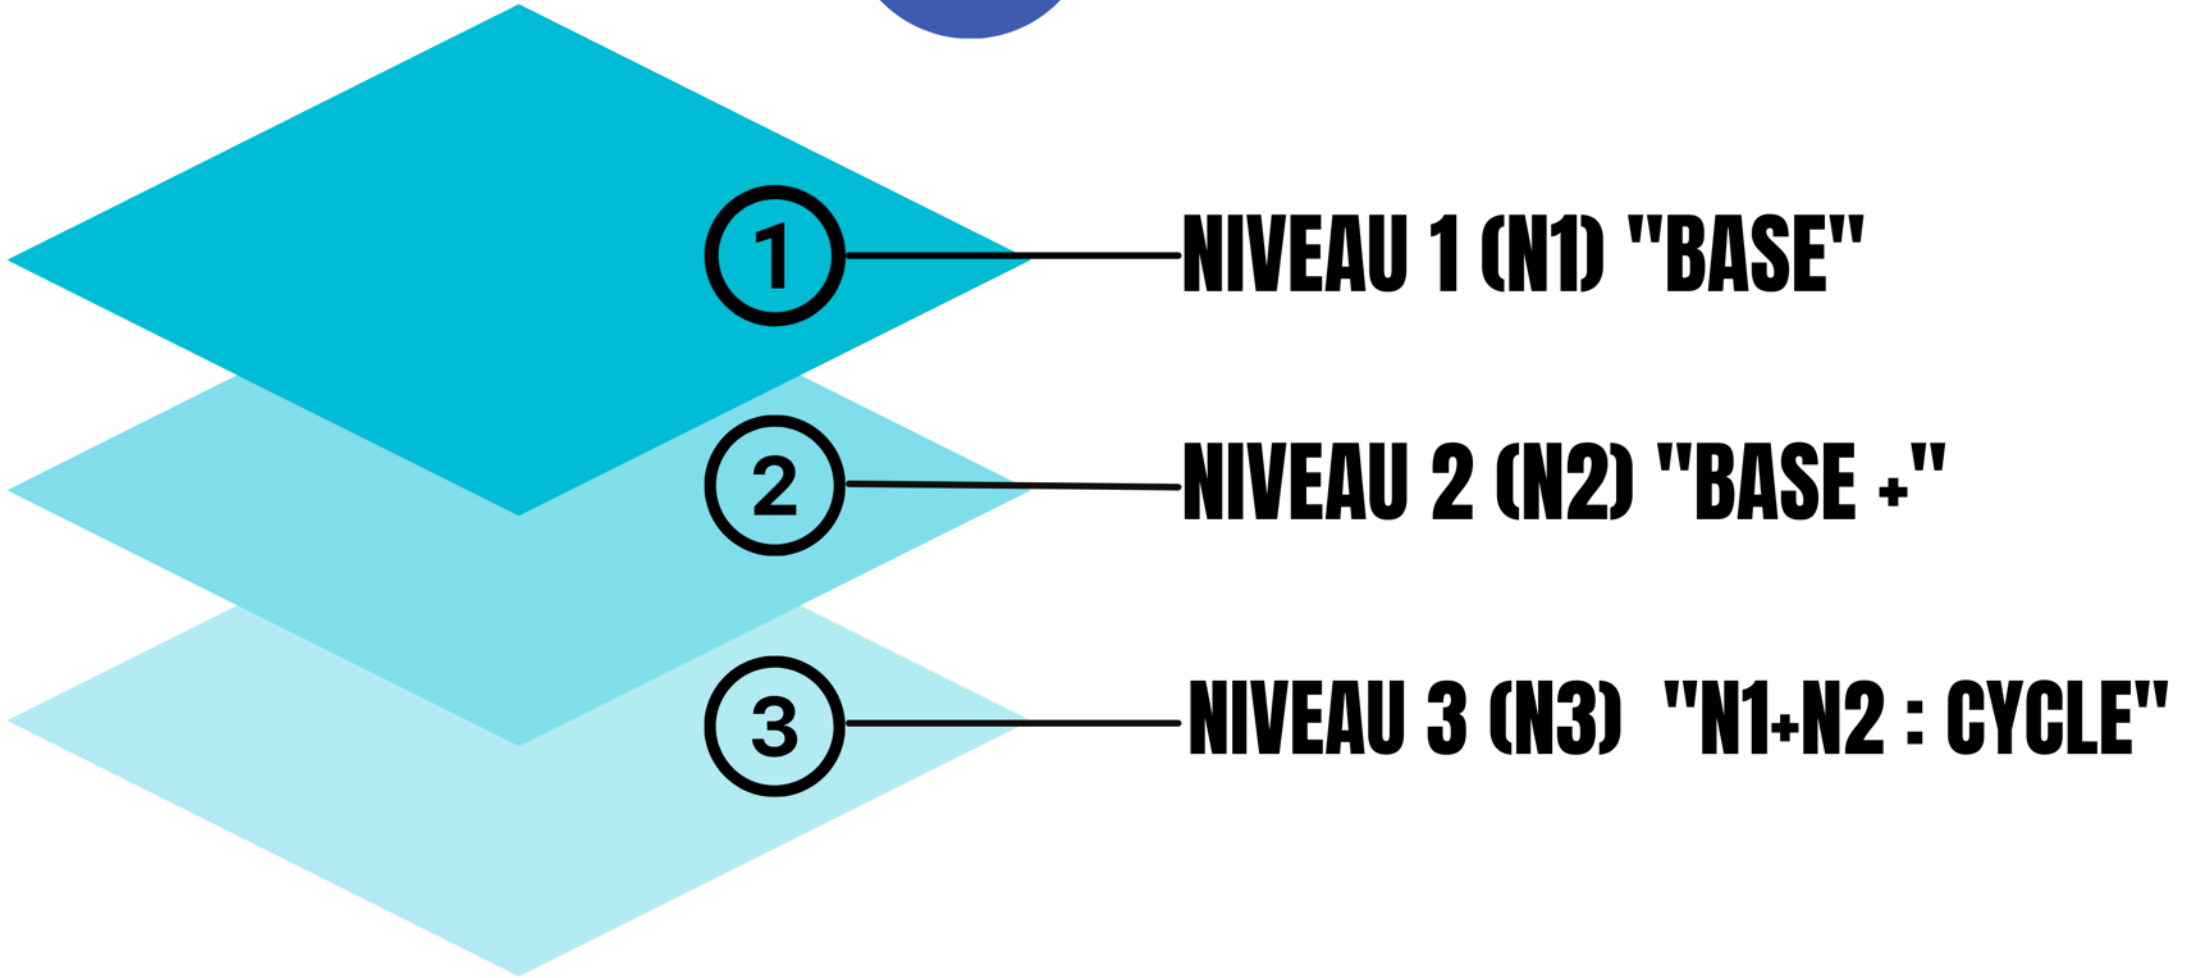 1 NIVEAU 1 (N1) "BASE"
2 NIVEAU 2 (N2) "BASE +"
3 NIVEAU 3 (N3) "N1+N2 : CYCLE"